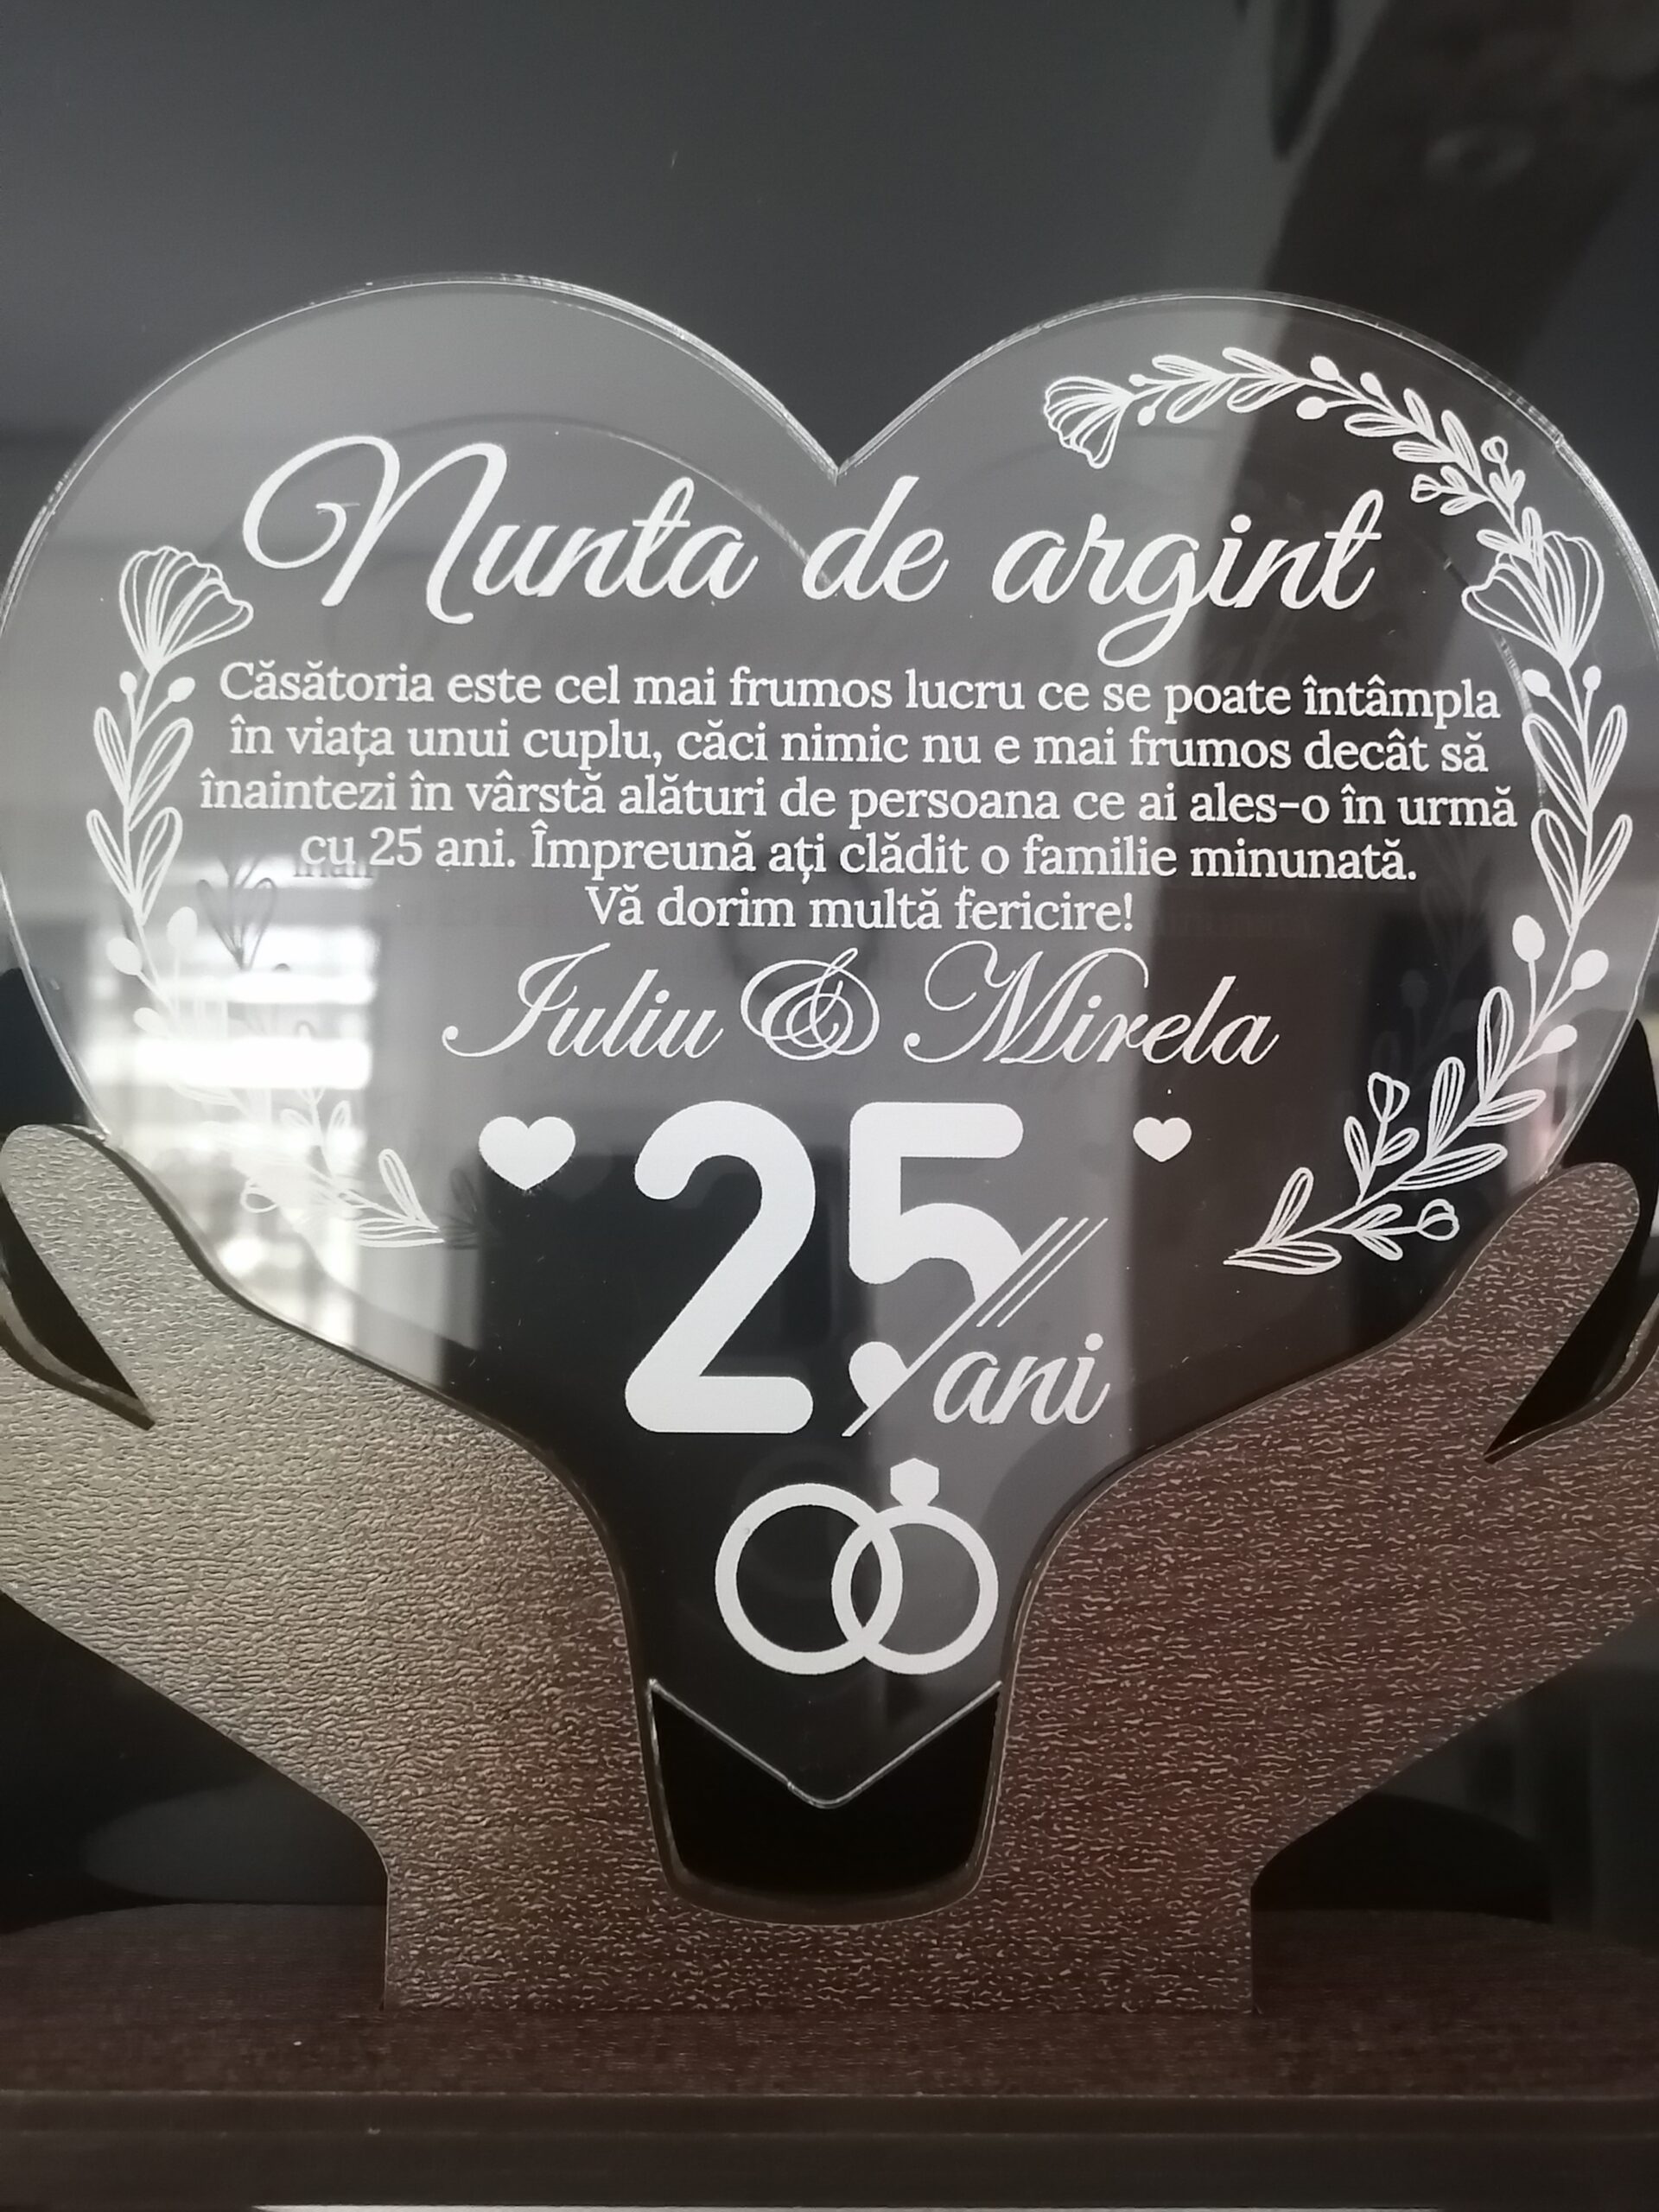 Nunta de argint
Căsătoria este cel mai frumos lucru ce se poate întâmpla
în viața unui cuplu, căci nimic nu e mai frumos decât să
înaintezi în vârstă alături de persoana ce ai ales-o în urmă
cu 25 ani. Împreună ați clădit o familie minunată.
Vă dorim multă fericire!
Iuliu & Mirela
25
ani